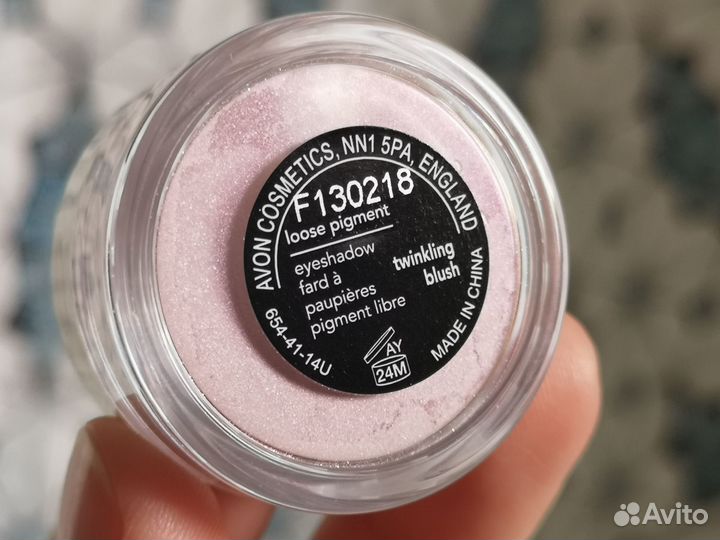 AVON COSMETICS, NN1 5PA, ENGLAND
F130218
loose pigment
eyeshadow
fard à
paupières
pigment libre
twinkling
blush
AY
24M
654-41-14U
MADE IN CHINA
Avito